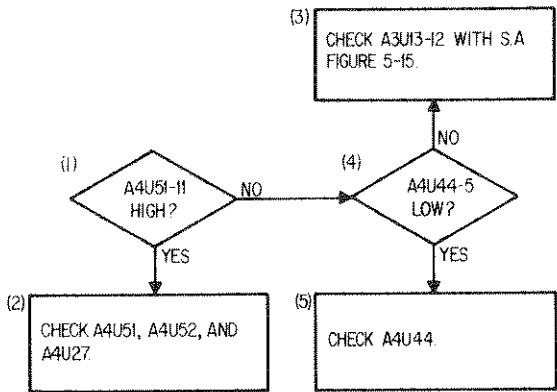 (3)
CHECK A3U13-12 WITH S.A
FIGURE 5-15.
NO
(1)
A4U51-11
HIGH?
NO
(4)
A4U44-5
LOW?
YES
YES
(2)
CHECK A4U51, A4U52, AND
A4U27.
(5)
CHECK A4U44.